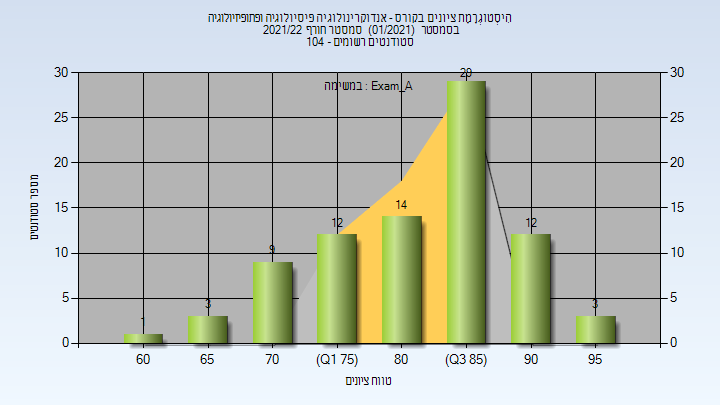 היסטוגרמת ציונים בקורס - אנדוקרינולוגיה פיסיולוגיה ופתופיזיולוגיה
בסמסטר (01/2021) סמסטר חורף 2021/22
סטודנטים רשומים - 104
במשימה : Exam_A
מספר סטודנטים
30 30
25 25
20 20
15 15
10 10
5 5
0 0
1 3 9 12 14 29 12 3
60 65 70 (Q1 75) 80 (Q3 85) 90 95
טווח ציונים